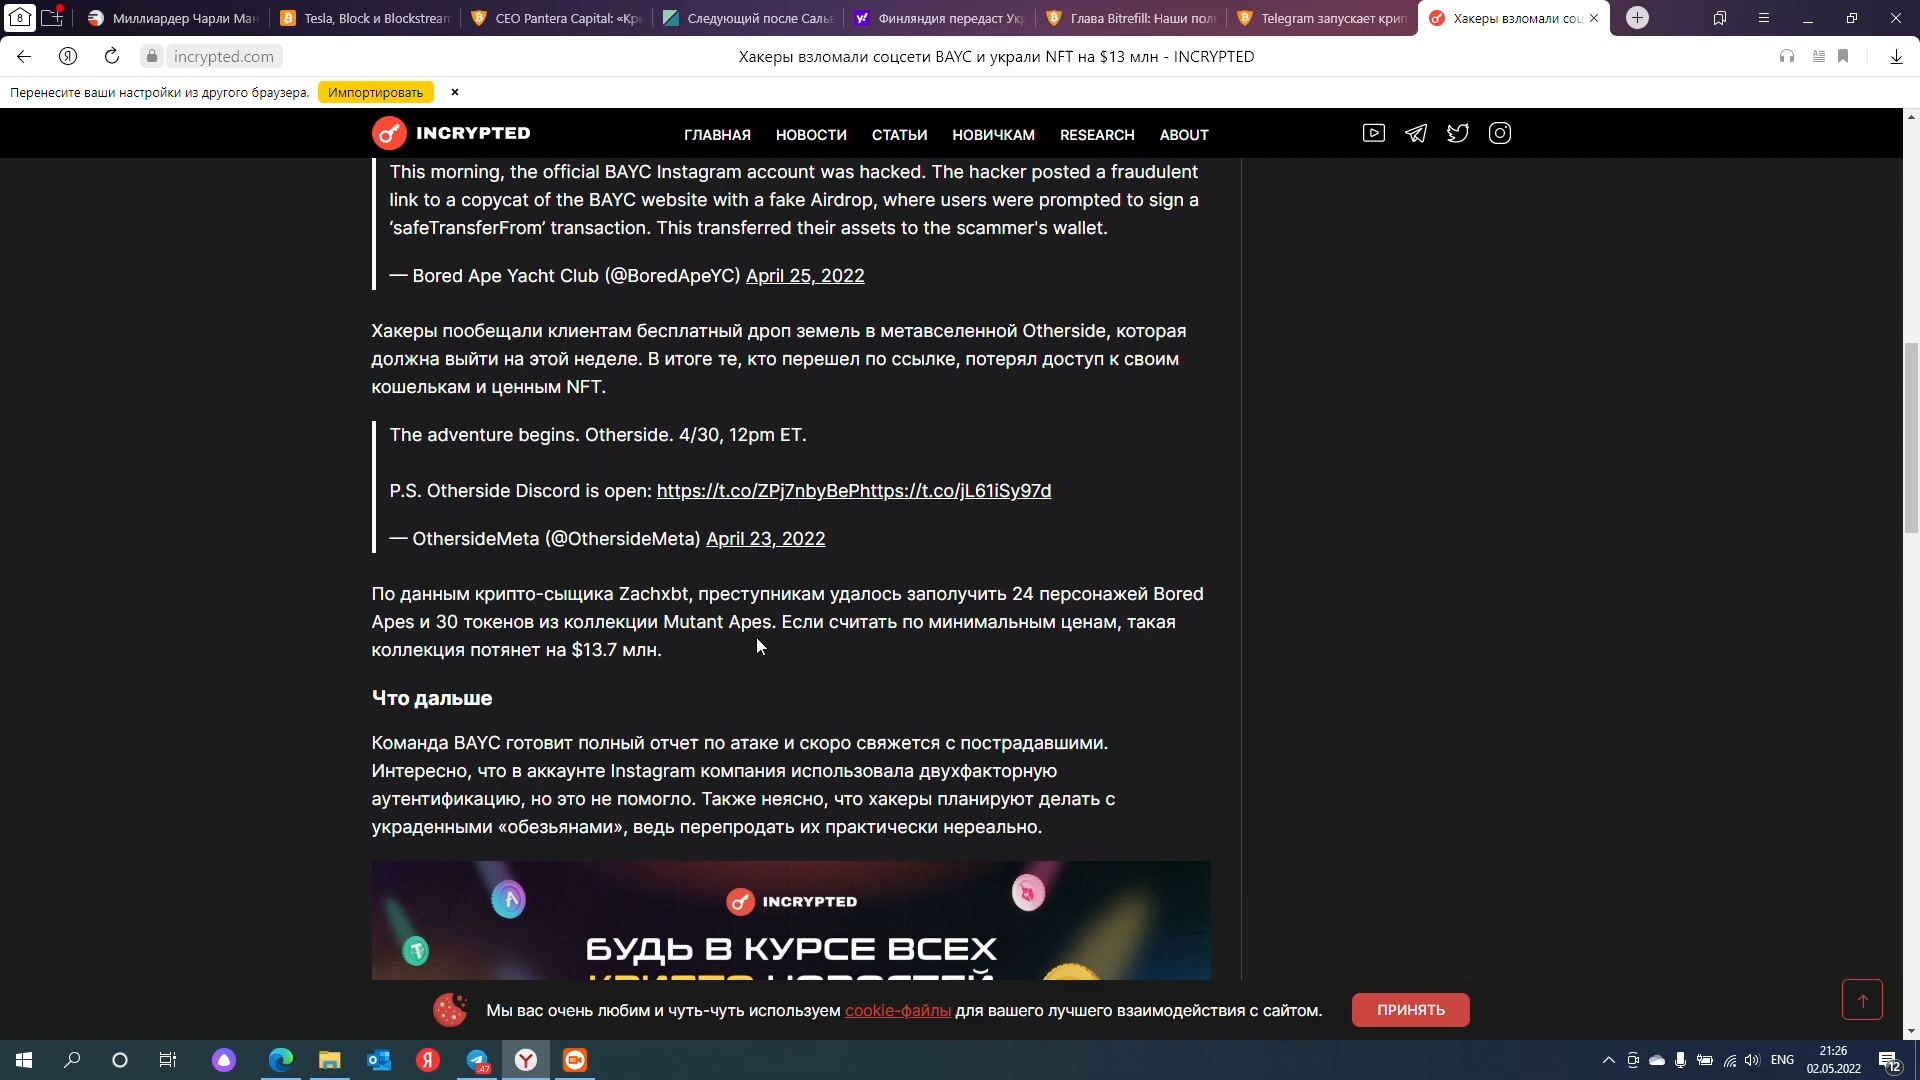 8
Миллиардер Чарли Ман
Tesla, Block и Blockstream
CEO Pantera Capital: «Кри
Следующий после Сальв
Финляндия передаст Укр
Глава Bitrefill: Наши поль
Telegram запускает крип
Хакеры взломали соц
incrypted.com
Хакеры взломали соцсети BAYC и украли NFT на $13 млн - INCRYPTED
Перенесите ваши настройки из другого браузера. Импортировать
INCRYPTED
ГЛАВНАЯ НОВОСТИ СТАТЬИ НОВИЧКАМ RESEARCH ABOUT
This morning, the official BAYC Instagram account was hacked. The hacker posted a fraudulent
link to a copycat of the BAYC website with a fake Airdrop, where users were prompted to sign a
‘safeTransferFrom’ transaction. This transferred their assets to the scammer's wallet.
— Bored Ape Yacht Club (@BoredApeYC) April 25, 2022
Хакеры пообещали клиентам бесплатный дроп земель в метавселенной Otherside, которая
должна выйти на этой неделе. В итоге те, кто перешел по ссылке, потерял доступ к своим
кошелькам и ценным NFT.
The adventure begins. Otherside. 4/30, 12pm ET.
P.S. Otherside Discord is open: https://t.co/ZPj7nbyBePhttps://t.co/jL61iSy97d
— OthersideMeta (@OthersideMeta) April 23, 2022
По данным крипто-сыщика Zachxbt, преступникам удалось заполучить 24 персонажей Bored
Apes и 30 токенов из коллекции Mutant Apes. Если считать по минимальным ценам, такая
коллекция потянет на $13.7 млн.
Что дальше
Команда BAYC готовит полный отчет по атаке и скоро свяжется с пострадавшими.
Интересно, что в аккаунте Instagram компания использовала двухфакторную
аутентификацию, но это не помогло. Также неясно, что хакеры планируют делать с
украденными «обезьянами», ведь перепродать их практически нереально.
INCRYPTED
БУДЬ В КУРСЕ ВСЕХ
КРИПТО НОВОСТЕЙ
Мы вас очень любим и чуть-чуть используем cookie-файлы для вашего лучшего взаимодействия с сайтом.
ПРИНЯТЬ
47
ENG
21:26
02.05.2022
12